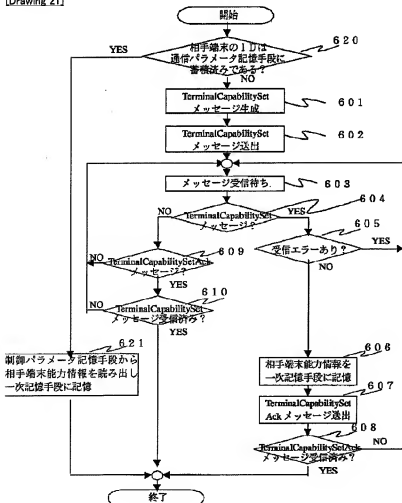 [Drawing 21]
開始
YES
相手端末のIDは
通信パラメータ記憶手段に
蓄積済みである？
620
NO
TerminalCapabilitySet
メッセージ生成
601
TerminalCapabilitySet
メッセージ送出
602
メッセージ受信待ち
603
604
NO
TerminalCapabilitySet
メッセージ？
YES
605
609
受信エラーあり？
YES
NO
TerminalCapabilitySetAck
メッセージ？
NO
YES
610
NO
TerminalCapabilitySet
メッセージ受信済み？
YES
621
制御パラメータ記憶手段から
相手端末能力情報を読み出し
一次記憶手段に記憶
606
相手端末能力情報を
一次記憶手段に記憶
607
TerminalCapabilitySet
Ackメッセージ送出
608
TerminalCapabilitySetAck
メッセージ受信済み？
NO
YES
終了